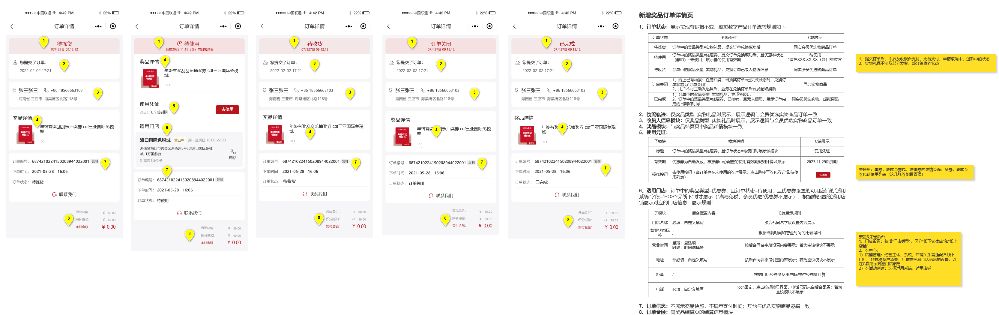 ●●●○○ 中国联通 4:42 PM 22%
订单详情
1
待拣货
07月27日 09:12:12
您提交了订单：
2
2022-02-02 17:21
张三张三 +86 18566663103
3
海南省 三亚市 海棠湾区北路118号
奖品详情
4
年终有奖刮刮乐抽奖券 cdf三亚国际免税城
×1
订单编号： 6874210224150208944022001 复制
7
下单时间： 2021-05-28 16:06
订单状态： 待拣货
联系我们
商品总价： ¥ 89.00
8
积分抵扣： -¥ 89.00
实付金额： ¥ 0.00
●●●○○ 中国联通 4:42 PM 22%
订单详情
1
待使用
请在2023.11.19（含）前到店消费
奖品详情
4
年终有奖刮刮乐抽奖券 cdf三亚国际免税
城
×1
使用凭证
5
2023.11.19后到期
去使用
适用门店
6
海口国际免税城 营业中 周一至周日 10:00-22:00
海南省海口市秀英区海色路5号cdf海口国际免税
城L1万国前台
电话
距离您1.5公里
7
订单编号： 6874210224150208944022001 复制
下单时间： 2021-05-28 16:06
订单状态： 待使用
联系我们
商品总价： ¥ 89.00
8
积分抵扣： -¥ 89.00
实付金额： ¥ 0.00
●●●○○ 中国联通 4:42 PM 22%
订单详情
1
待收货
07月27日 09:12:12
您提交了订单：
2
2022-02-02 17:21
张三张三 +86 18566663103
3
海南省 三亚市 海棠湾区北路118号
奖品详情
年终有奖刮刮乐抽奖券 cdf三亚国际免税
城
4
×1
订单编号： 6874210224150208944022001 复制
7
下单时间： 2021-05-28 16:06
订单状态： 待收货
联系我们
商品总价： ¥ 89.00
8
积分抵扣： -¥ 89.00
实付金额： ¥ 0.00
●●●○○ 中国联通 4:42 PM 22%
订单详情
1
订单关闭
07月27日 09:12:12
您提交了订单：
2
2022-02-02 17:21
张三张三 +86 18566663103
3
海南省 三亚市 海棠湾区北路118号
奖品详情
年终有 乐抽奖券 cdf三亚国际免税
城
4
×1
订单编号： 6874210224150208944022001 复制
7
下单时间： 2021-05-28 16:06
订单状态： 订单关闭
联系我们
商品总价： ¥ 89.00
8
积分抵扣： -¥ 89.00
实付金额： ¥ 0.00
●●●○○ 中国联通 4:42 PM 22%
订单详情
1
已完成
07月27日 09:12:12
您提交了订单：
2
2022-02-02 17:21
张三张三 +86 18566663103
3
海南省 三亚市 海棠湾区北路118号
奖品详情
年终有奖 乐抽奖券 cdf三亚国际免税
城
4
×1
订单编号： 6874210224150208944022001 复制
7
下单时间： 2021-05-28 16:06
订单状态： 已完成
联系我们
商品总价： ¥ 89.00
8
积分抵扣： -¥ 89.00
实付金额： ¥ 0.00
新增奖品订单详情页
1、订单状态：展示按现有逻辑不变，虚拟数字产品订单流转规则如下：
订单状态 判断条件 C端展示
待拣货 订单中的奖品类型=实物礼品，提交订单兑换成功后 同实会员优选物商品订单
待使用 订单中的奖品类型=优惠券，提交订单兑换成功后，且优惠券状态
（券ID）=未使用；展示券的使用有效期
待使用
“请在XXX.XX.XX（含）前核销”
待收货 订单中的奖品类型=实物礼品，兑换订单已录入物流信息 同实会员优选物商品订单
订单关闭 1、线上已有场景：任务抽奖，当抽奖订单=已失效状态时，兑换订
单状态为“订单关闭”
2、用户不可主动发起售后，业务在兑换订单后台发起取消后
同非实物商品
已完成 1、订单中的奖品类型=实物礼品，完成签收后
2、订单中的奖品类型=优惠券，已核销，且无未使用，展示订单完
成的日期和时间
同会员优选实物、虚拟商品
1、提交订单后，不涉及收银台支付，无待支付、申请取消中、退款中的状态
2、实物礼品不涉及部分发货、部分签收的状态
2、物流轨迹：仅奖品类型=实物礼品时展示，展示逻辑与会员优选实物商品订单一致
3、收货人信息模块：仅奖品类型=实物礼品时展示，展示逻辑与会员优选实物商品订单一致
4、奖品模块：与奖品结算页中奖品详情模块一致
5、使用凭证：
子模块 模块说明 C端展示
标题 订单中的奖品类型=优惠券，且订单状态=待使用时展示该模块 使用凭证
有效期 优惠券为自动发放，根据券中心配置的使用有效期规则计算及展示 2023.11.29后到期
操作按钮 去使用按钮（当订单存在未使用的券时展示；点击跳转至券包券详情/待使
用列表）
去使用
去使用：单券，跳转至券包，这张券的详情页面；多券，跳转至
券包待使用列表（这几张券能否置顶）
6、适用门店：订单中的奖品类型=优惠券，且订单状态=待使用，且优惠券设置的可用店铺的“适用
系统”字段=“POS”或“线下”时才展示（“离岛免税、会员优选”优惠券不展示）。根据券配置的适用店
铺展示对应的门店信息，展示规则：
子模块 后台配置内容 C端展示规则
门店名称 必填，自定义填写 按后台同名字段设置内容展示
营业状态标
签
/ 根据当前时间和营业时间的比较得出
营业时间 星期：复选项
时段：时间选择器
按后台同名字段设置内容展示；若为空该模块不展示
地址 非必填，自定义填写 按后台同名字段设置内容展示；若为空该模块不展示
距离 / 根据门店经纬度及用户lbs定位经纬度计算
电话 必填，自定义填写 icon固定，点击拉起拨号界面，电话号码来自后台配置；若为
空该模块不展示
繁星&朱雀后台：
1、门店设置：新增“门店类型”，区分“线下实体店”和“线上
店铺”
2、券中心：
1）店铺管理：经营主体、系统、店铺关系需适配各线下
门店、各有税商户场景；店铺需关联门店信息的设置，以
在C端展示对应门店信息
2）券活动创建：选择适用系统、适用店铺
7、订单信息：不展示交易快照，不展示支付时间；其他与优选实物商品逻辑一致
8、订单金额：同奖品结算页的结算信息模块